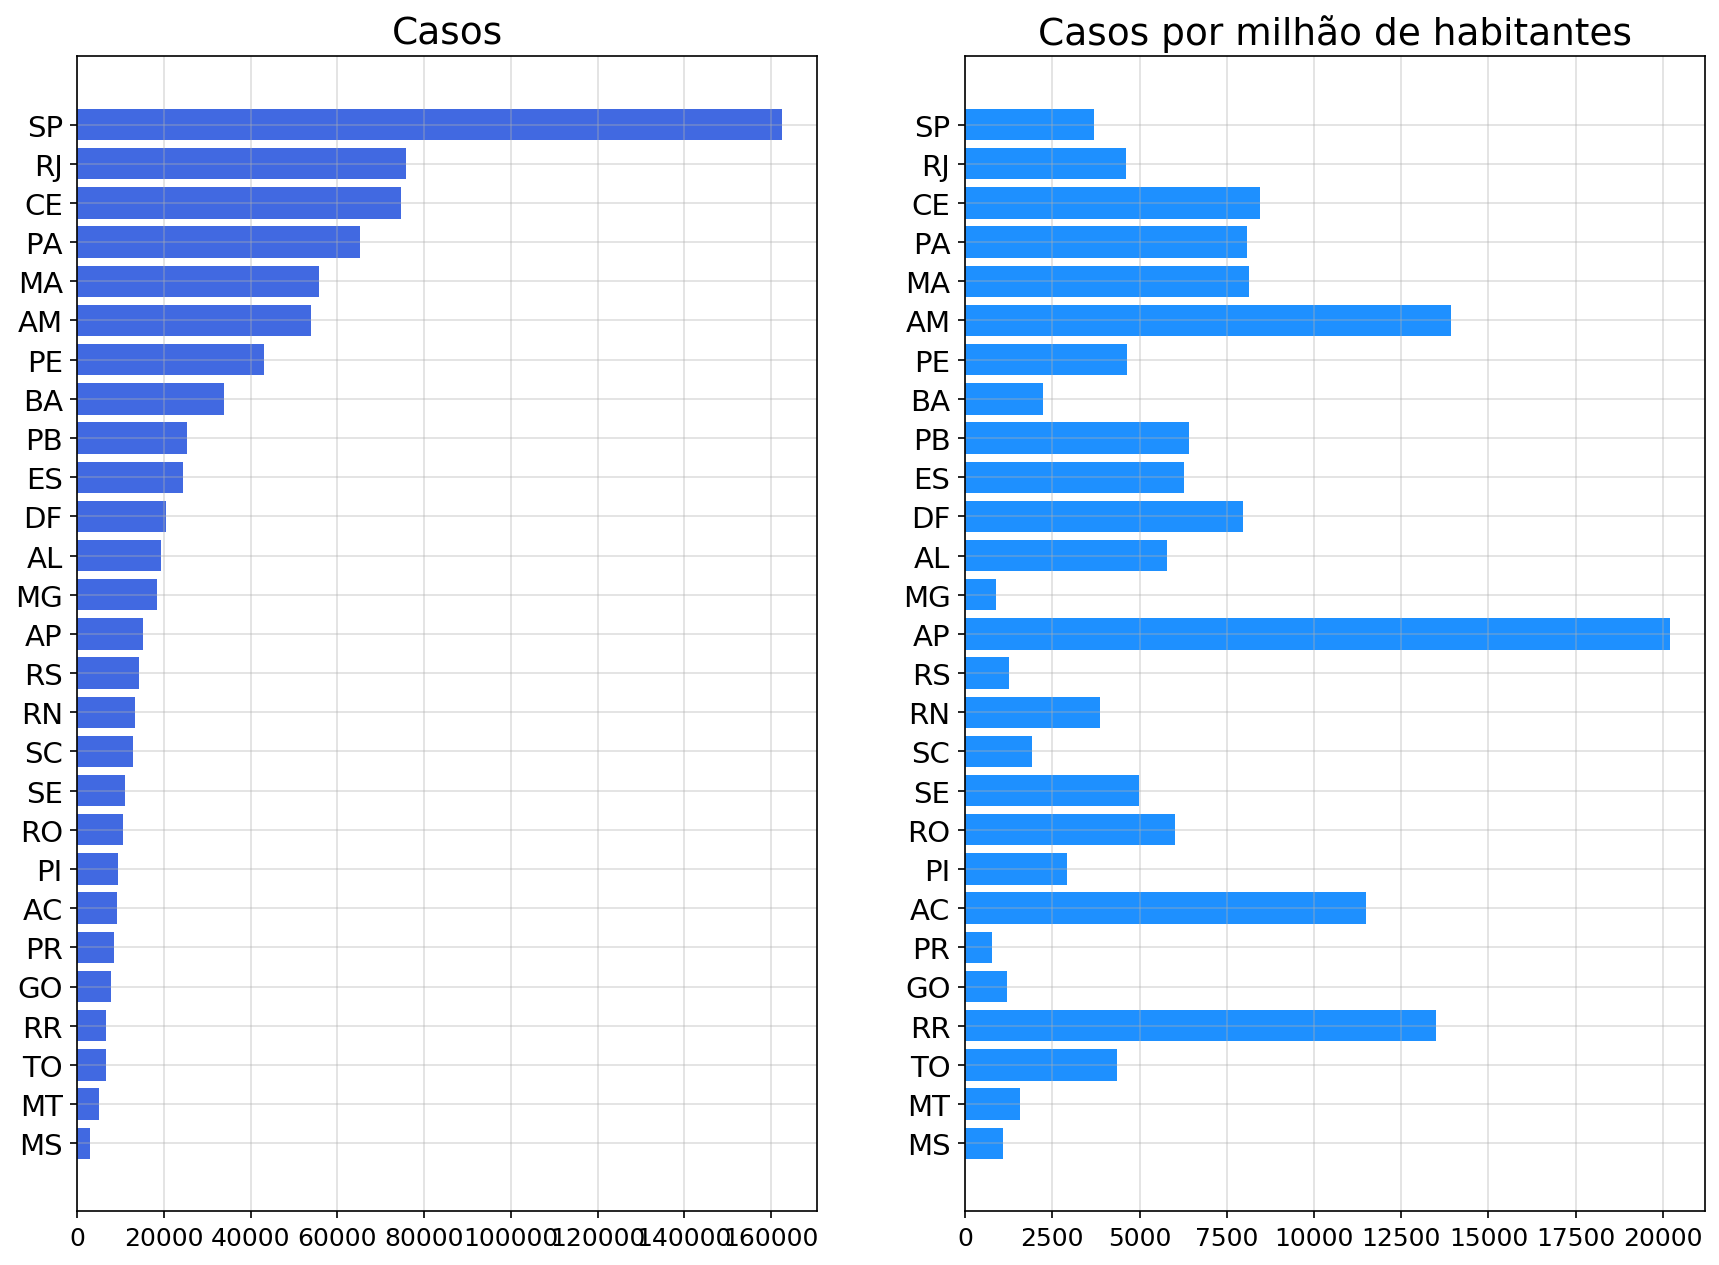 Casos
SP
RJ
CE
PA
MA
AM
PE
BA
PB
ES
DF
AL
MG
AP
RS
RN
SC
SE
RO
PI
AC
PR
GO
RR
TO
MT
MS
0 20000 40000 60000 80000 100000 120000 140000 160000
Casos por milhão de habitantes
SP
RJ
CE
PA
MA
AM
PE
BA
PB
ES
DF
AL
MG
AP
RS
RN
SC
SE
RO
PI
AC
PR
GO
RR
TO
MT
MS
0 2500 5000 7500 10000 12500 15000 17500 20000